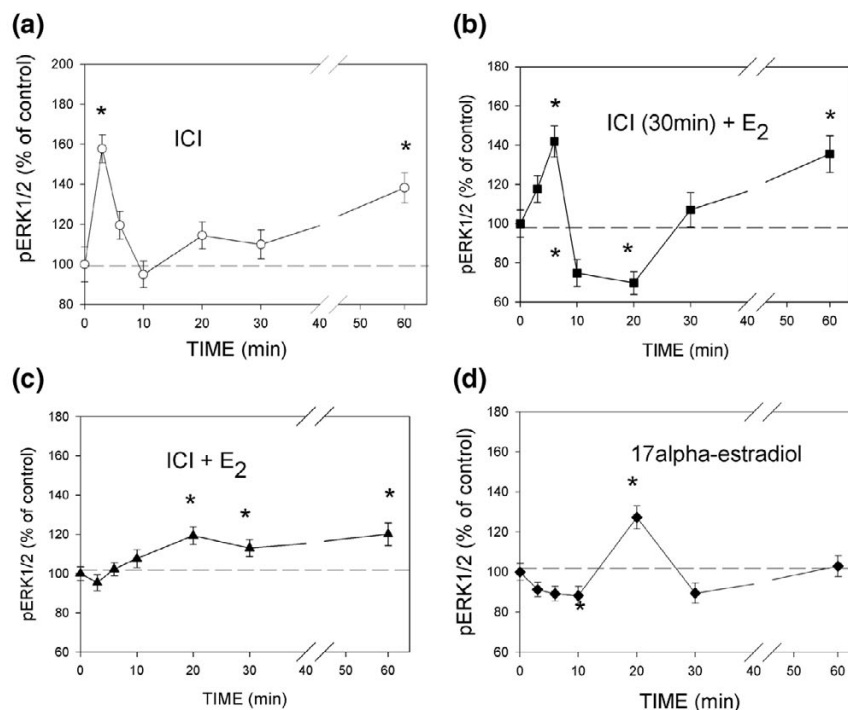 (a)
200
180
160
140
120
100
80
pERK1/2 (% of control)
*
ICI
*
0 10 20 30 40 50 60
TIME (min)
(b)
180
160
140
120
100
80
60
pERK1/2 (% of control)
*
ICI (30min) + E2
*
*
*
0 10 20 30 40 50 60
TIME (min)
(c)
180
160
140
120
100
80
60
pERK1/2 (% of control)
ICI + E2
*
*
*
0 10 20 30 40 50 60
TIME (min)
(d)
180
160
140
120
100
80
60
pERK1/2 (% of control)
17alpha-estradiol
*
*
0 10 20 30 40 50 60
TIME (min)